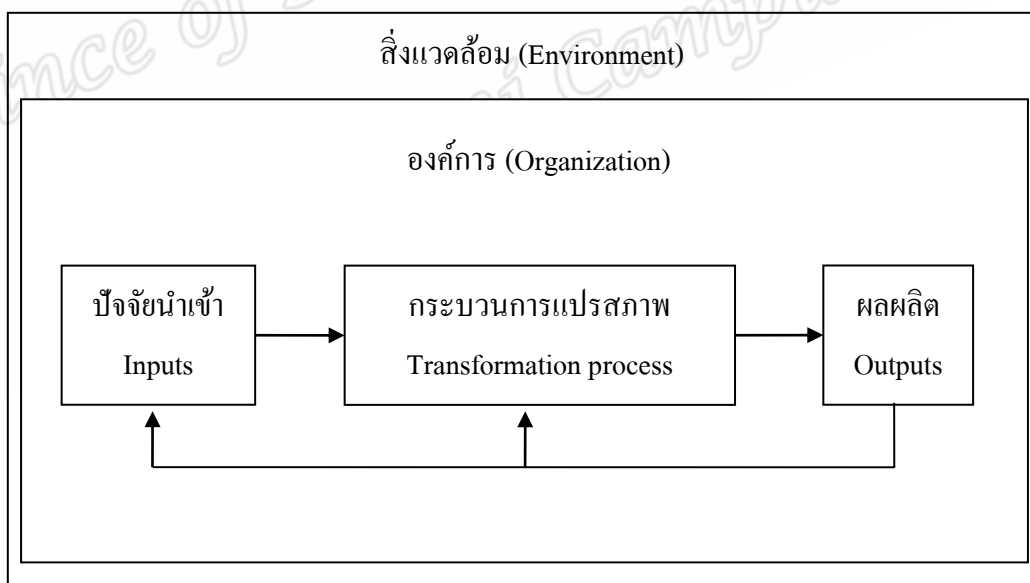 สิ่งแวดล้อม (Environment)
องค์การ (Organization)
ปัจจัยนำเข้า
Inputs
กระบวนการแปรสภาพ
Transformation process
ผลผลิต
Outputs